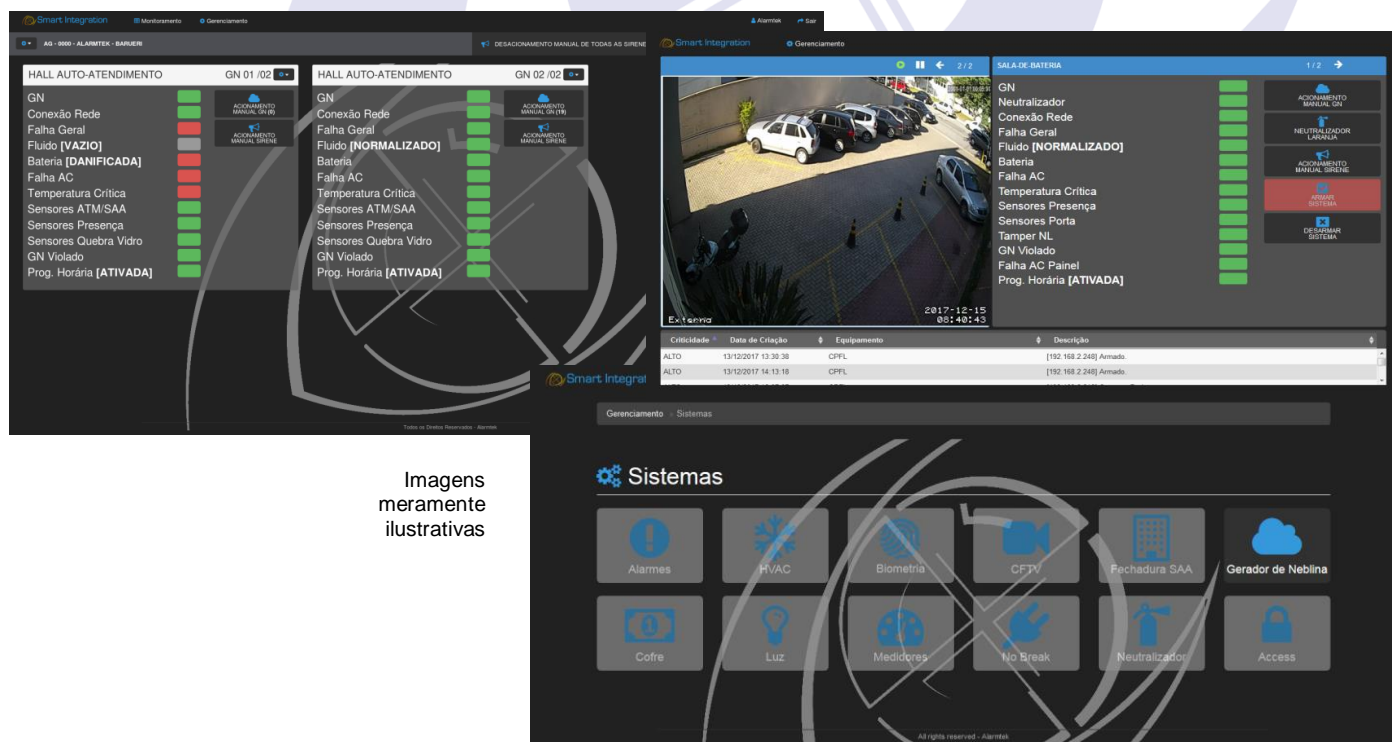 Smart Integration
Monitoramento
Gerenciamento
Alarmtek
Sair
AG - 0000 - ALARMTEK - BARUERI
DESACIONAMENTO MANUAL DE TODAS AS SIRENE
HALL AUTO-ATENDIMENTO GN 01 /02
GN
Conexão Rede
Falha Geral
Fluido [VAZIO]
Bateria [DANIFICADA]
Falha AC
Temperatura Crítica
Sensores ATM/SAA
Sensores Presença
Sensores Quebra Vidro
GN Violado
Prog. Horária [ATIVADA]
ACIONAMENTO
MANUAL GN (8)
ACIONAMENTO
MANUAL SIRENE
HALL AUTO-ATENDIMENTO GN 02 /02
GN
Conexão Rede
Falha Geral
Fluido [NORMALIZADO]
Bateria
Falha AC
Temperatura Crítica
Sensores ATM/SAA
Sensores Presença
Sensores Quebra Vidro
GN Violado
Prog. Horária [ATIVADA]
ACIONAMENTO
MANUAL GN (19)
ACIONAMENTO
MANUAL SIRENE
Todos os Direitos Reservados - Alarmtek
Smart Integration
Gerenciamento
2 / 2
SALA-DE-BATERIA 1 / 2
Externa
2017-12-15
08:40:43
GN
Neutralizador
Conexão Rede
Falha Geral
Fluido [NORMALIZADO]
Bateria
Falha AC
Temperatura Crítica
Sensores Presença
Sensores Porta
Tamper NL
GN Violado
Falha AC Painel
Prog. Horária [ATIVADA]
ACIONAMENTO
MANUAL GN
NEUTRALIZADOR
LARANJA
ACIONAMENTO
MANUAL SIRENE
ARMAR
SISTEMA
DESARMAR
SISTEMA
Criticidade Data de Criação Equipamento Descrição
ALTO 13/12/2017 13:30:38 CPFL [192.168.2.248] Armado.
ALTO 13/12/2017 14:13:18 CPFL [192.168.2.248] Armado.
Smart Integrat
Gerenciamento Sistemas
Sistemas
Alarmes
HVAC
Biometria
CFTV
Fechadura SAA
Gerador de Neblina
Cofre
Luz
Medidores
No Break
Neutralizador
Access
All rights reserved - Alarmtek
Imagens
meramente
ilustrativas